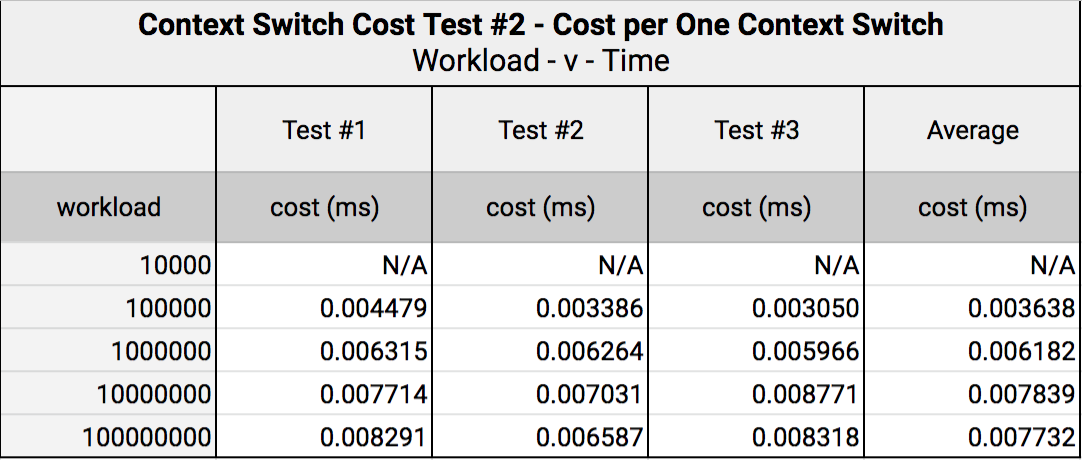 Context Switch Cost Test #2 - Cost per One Context Switch
Workload - v - Time
Test #1 Test #2 Test #3 Average
workload cost (ms) cost (ms) cost (ms) cost (ms)
10000 N/A N/A N/A N/A
100000 0.004479 0.003386 0.003050 0.003638
1000000 0.006315 0.006264 0.005966 0.006182
10000000 0.007714 0.007031 0.008771 0.007839
100000000 0.008291 0.006587 0.008318 0.007732